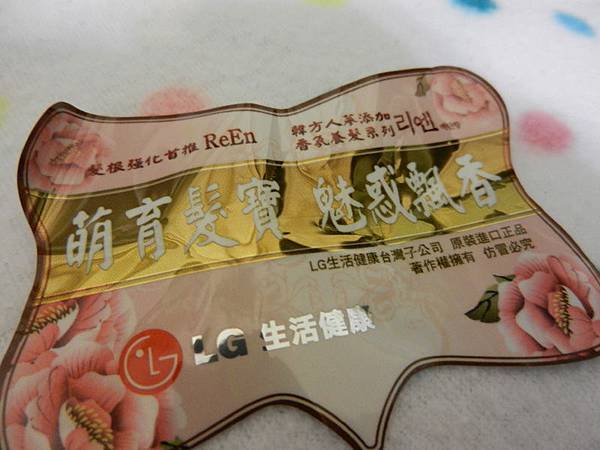 髮根強化首推 ReEn
韓方人蔘添加
香氛養髮系列 리엔
萌育髮寶 魅惑飄香
LG生活健康台灣子公司 原裝進口正品
著作權擁有 仿冒必究
LG 生活健康